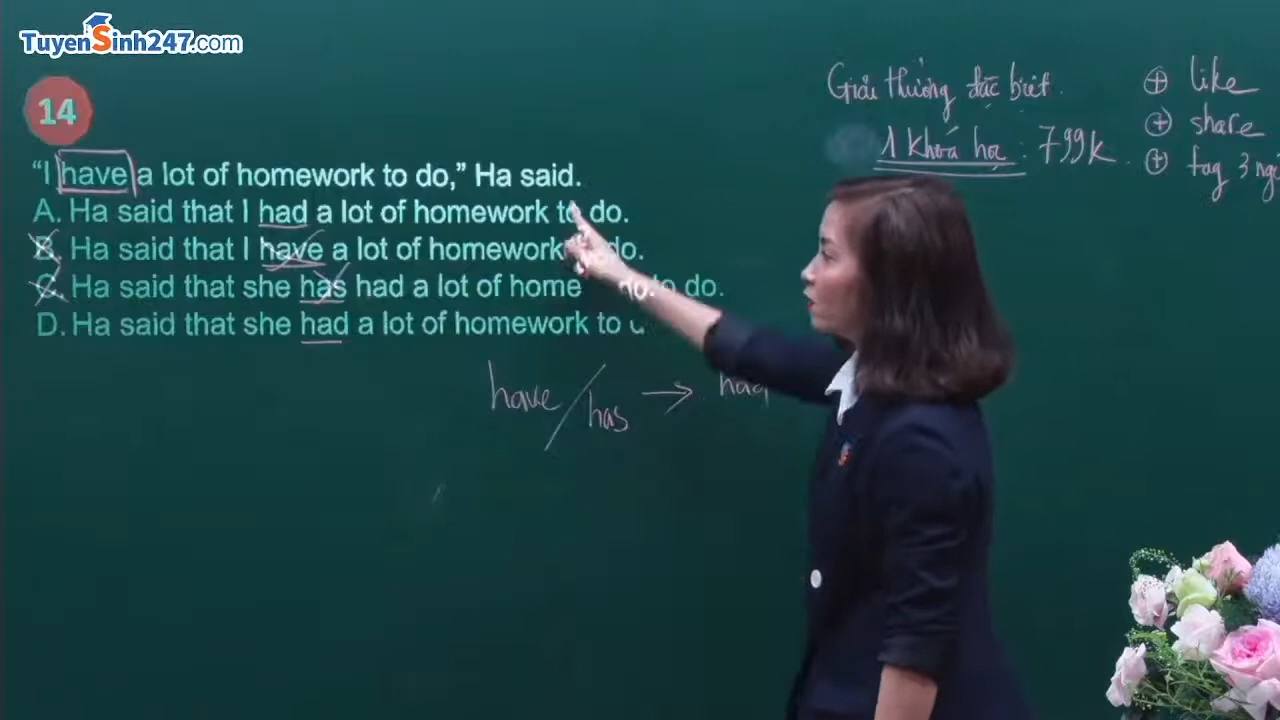 TuyenSinh247.com
14
“I have a lot of homework to do,” Ha said.
A. Ha said that I had a lot of homework to do.
B. Ha said that I have a lot of homework do.
C. Ha said that she has had a lot of home to do.
D. Ha said that she had a lot of homework to
have / has → had
Giải thưởng đặc biệt.
1 khoá học : 799k.
+ like
+ share
+ tag 3